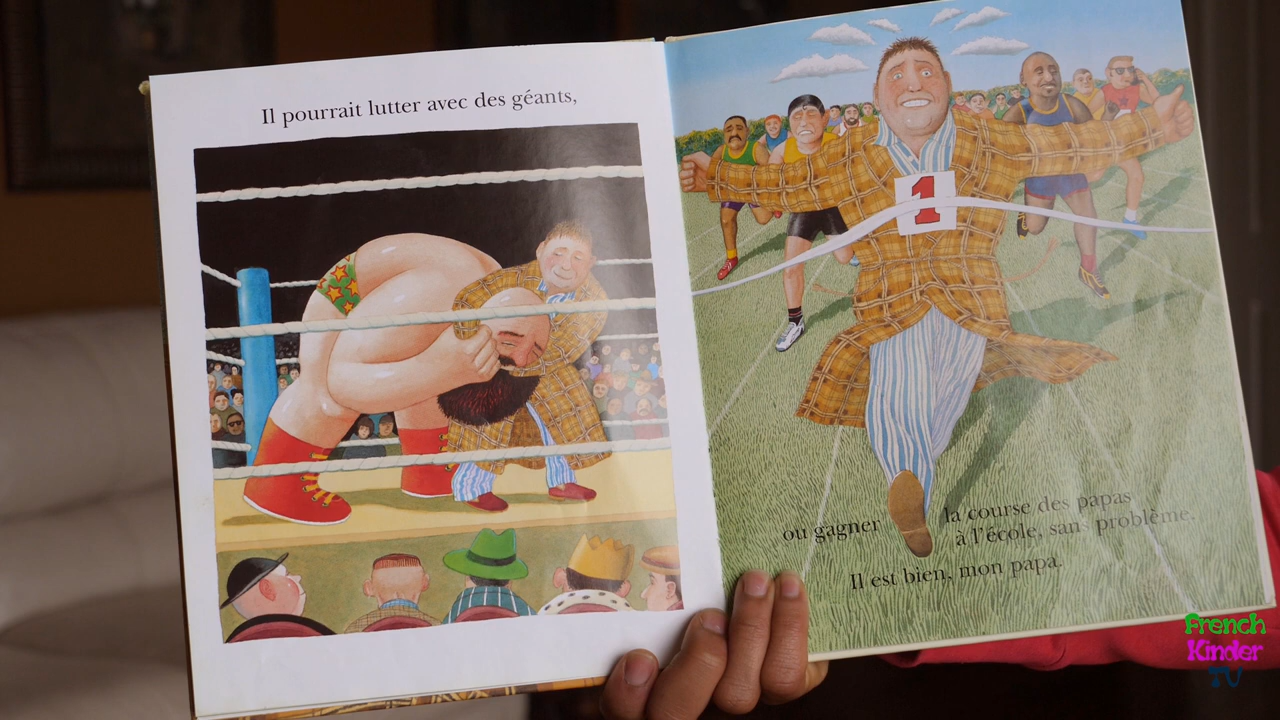 Il pourrait lutter avec des géants,
1
ou gagner la course des papas
à l'école, sans problème.
Il est bien, mon papa.
French
Kinder
TV